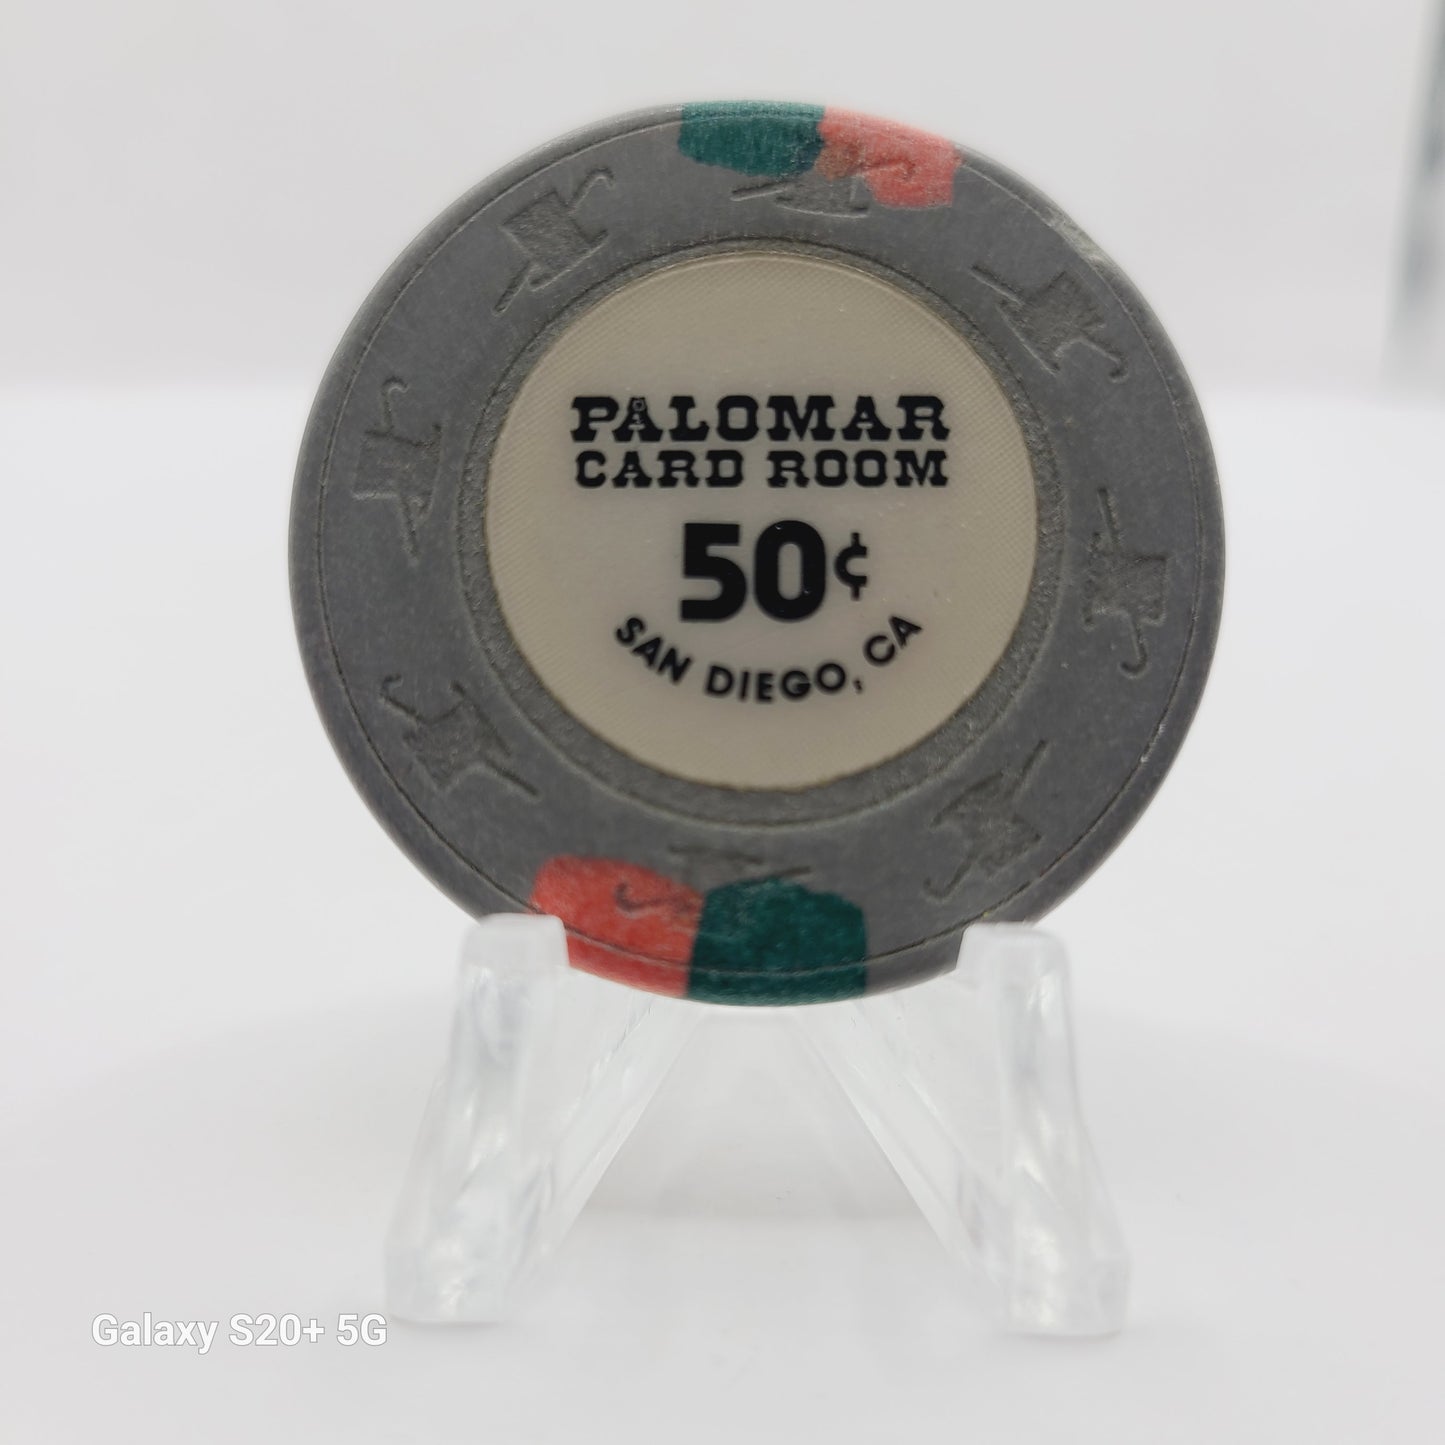 PALOMAR
CARD ROOM
50¢
SAN DIEGO, CA
Galaxy S20+ 5G